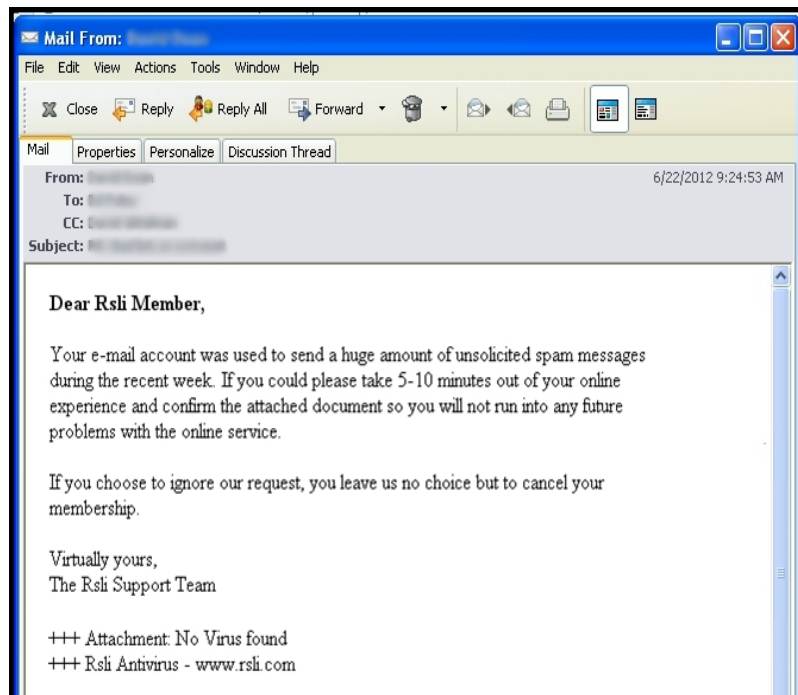 Mail From:
File Edit View Actions Tools Window Help
Close Reply Reply All Forward
Mail Properties Personalize Discussion Thread
From: 6/22/2012 9:24:53 AM
To:
CC:
Subject:
Dear Rsli Member,
Your e-mail account was used to send a huge amount of unsolicited spam messages
during the recent week. If you could please take 5-10 minutes out of your online
experience and confirm the attached document so you will not run into any future
problems with the online service.
If you choose to ignore our request, you leave us no choice but to cancel your
membership.
Virtually yours,
The Rsli Support Team
+++ Attachment: No Virus found
+++ Rsli Antivirus - www.rsli.com